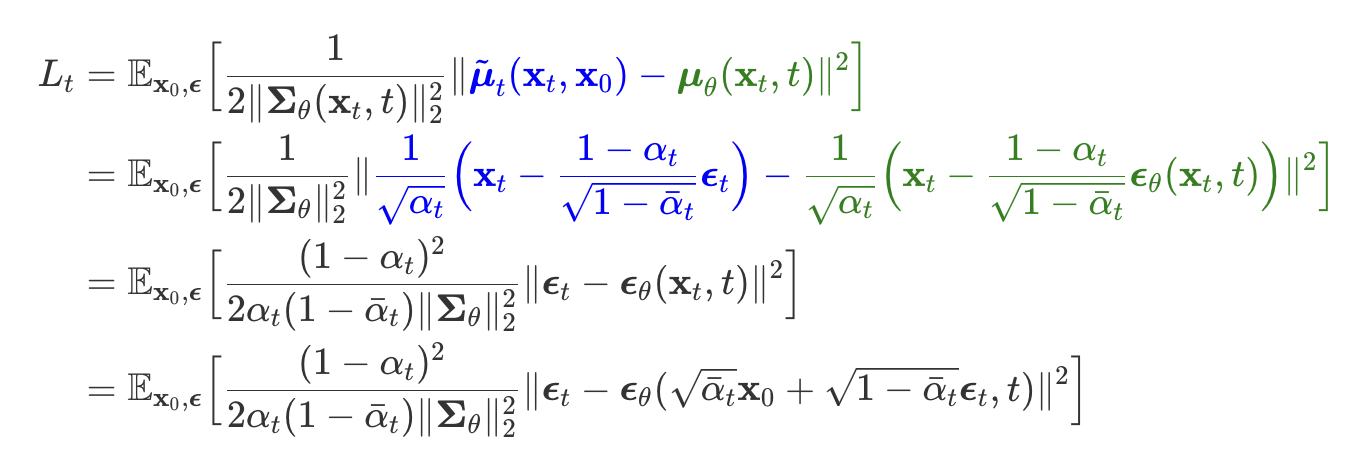 $L_t = \mathbb{E}_{\mathbf{x}_0, \boldsymbol{\epsilon}} \Big[ \frac{1}{2 \| \boldsymbol{\Sigma}_\theta(\mathbf{x}_t, t) \|_2^2} \| \tilde{\boldsymbol{\mu}}_t(\mathbf{x}_t, \mathbf{x}_0) - \boldsymbol{\mu}_\theta(\mathbf{x}_t, t) \|^2 \Big]$
$= \mathbb{E}_{\mathbf{x}_0, \boldsymbol{\epsilon}} \Big[ \frac{1}{2 \| \boldsymbol{\Sigma}_\theta \|_2^2} \| \frac{1}{\sqrt{\alpha_t}} \Big( \mathbf{x}_t - \frac{1 - \alpha_t}{\sqrt{1 - \bar{\alpha}_t}} \boldsymbol{\epsilon}_t \Big) - \frac{1}{\sqrt{\alpha_t}} \Big( \mathbf{x}_t - \frac{1 - \alpha_t}{\sqrt{1 - \bar{\alpha}_t}} \boldsymbol{\epsilon}_\theta(\mathbf{x}_t, t) \Big) \|^2 \Big]$
$= \mathbb{E}_{\mathbf{x}_0, \boldsymbol{\epsilon}} \Big[ \frac{(1 - \alpha_t)^2}{2 \alpha_t (1 - \bar{\alpha}_t) \| \boldsymbol{\Sigma}_\theta \|_2^2} \| \boldsymbol{\epsilon}_t - \boldsymbol{\epsilon}_\theta(\mathbf{x}_t, t) \|^2 \Big]$
$= \mathbb{E}_{\mathbf{x}_0, \boldsymbol{\epsilon}} \Big[ \frac{(1 - \alpha_t)^2}{2 \alpha_t (1 - \bar{\alpha}_t) \| \boldsymbol{\Sigma}_\theta \|_2^2} \| \boldsymbol{\epsilon}_t - \boldsymbol{\epsilon}_\theta(\sqrt{\bar{\alpha}_t} \mathbf{x}_0 + \sqrt{1 - \bar{\alpha}_t} \boldsymbol{\epsilon}_t, t) \|^2 \Big]$